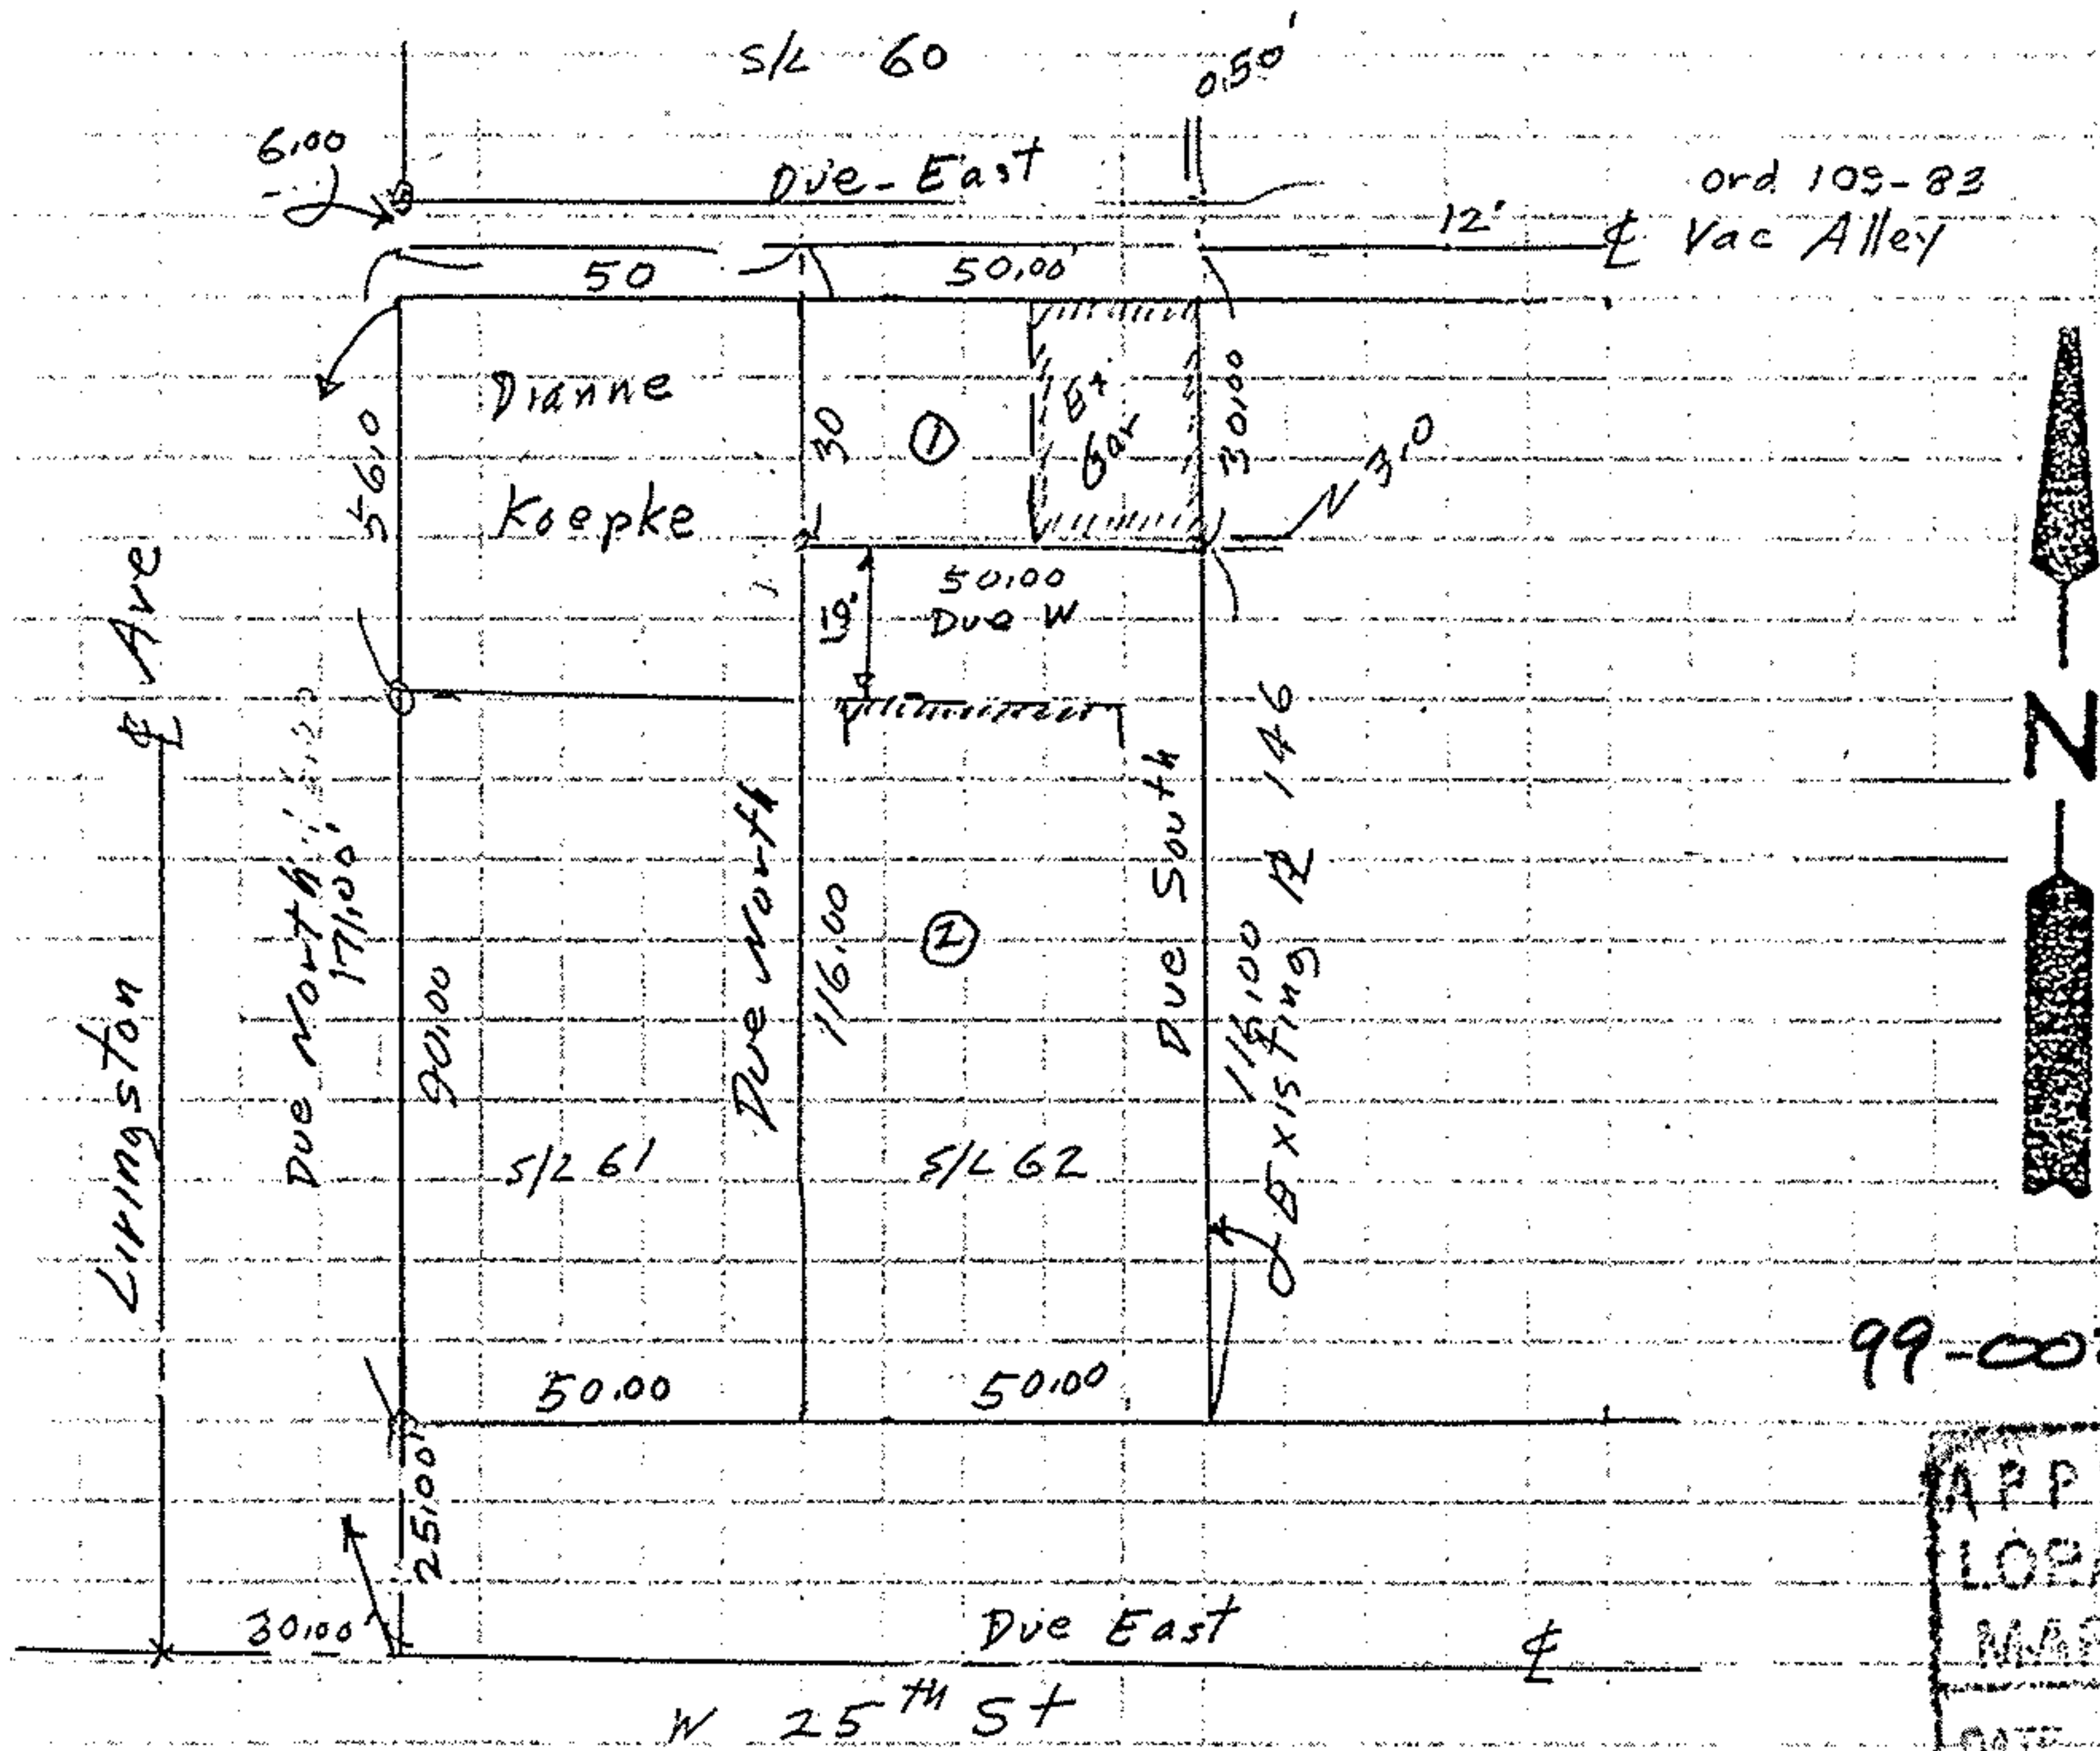 S/L 60
0.50'
6.00
Due-East
ord 109-83
12'
℄ Vac Alley
50
50.00'
Dianne
Koepke
56.0
30
①
Gar
30.00
N 3.0
50.00
Due W
19.
Livingston ℄ Ave
Due North
171.00'
90.00
Due North
116.00
②
Due South
116.00
Existing ℞ 146
S/L 61
S/L 62
50.00
50.00
25.00'
30.00'
Due East
℄
W 25th St
N
99-00
APP
MAP
DATE